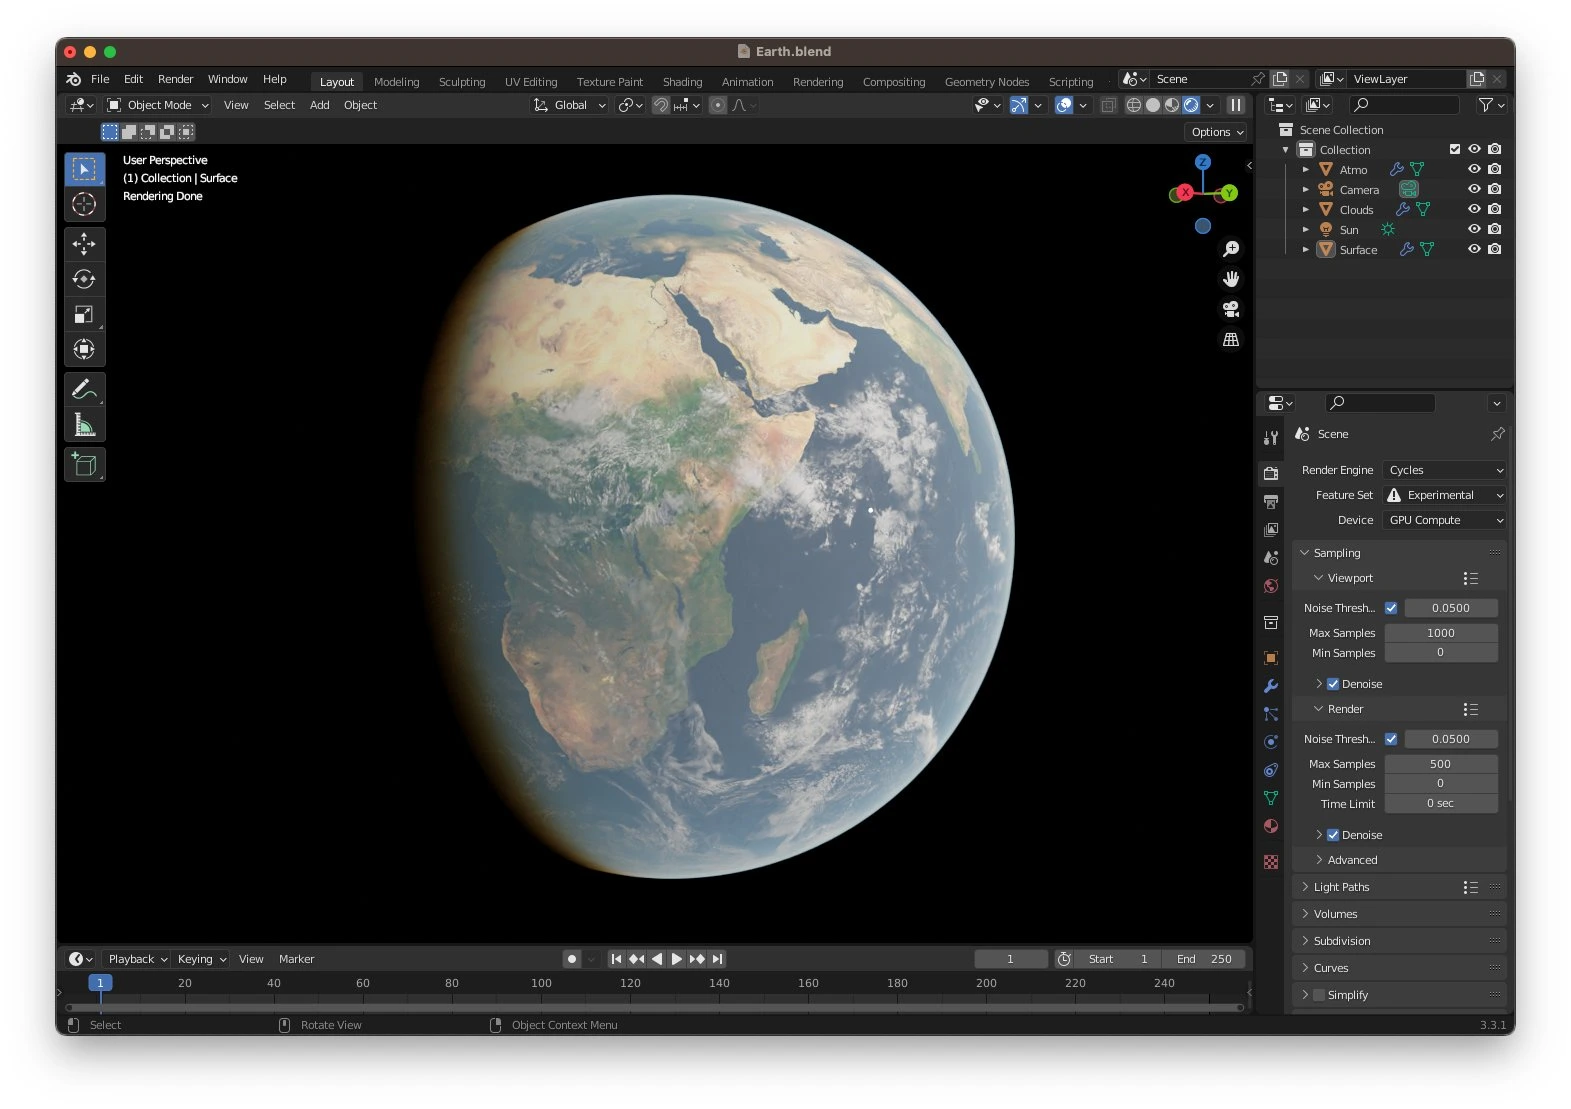 Earth.blend
File Edit Render Window Help Layout Modeling Sculpting UV Editing Texture Paint Shading Animation Rendering Compositing Geometry Nodes Scripting Scene ViewLayer
Object Mode View Select Add Object Global
Options
User Perspective
(1) Collection | Surface
Rendering Done
Z
X
Y
Scene Collection
Collection
Atmo
Camera
Clouds
Sun
Surface
Scene
Render Engine Cycles
Feature Set Experimental
Device GPU Compute
Sampling
Viewport
Noise Thresh... 0.0500
Max Samples 1000
Min Samples 0
Denoise
Render
Noise Thresh... 0.0500
Max Samples 500
Min Samples 0
Time Limit 0 sec
Denoise
Advanced
Light Paths
Volumes
Subdivision
Curves
Simplify
Playback Keying View Marker 1 Start 1 End 250
1 20 40 60 80 100 120 140 160 180 200 220 240
Select Rotate View Object Context Menu 3.3.1